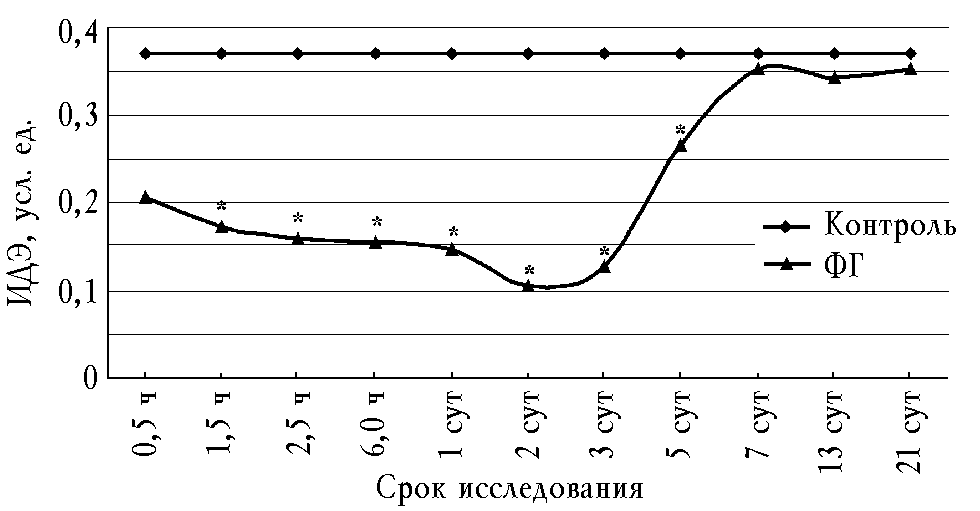 ИДЭ, усл. ед.
0,4
0,3
0,2
0,1
0
* * * * * * * *
Контроль
ФГ
0,5 ч
1,5 ч
2,5 ч
6,0 ч
1 сут
2 сут
3 сут
5 сут
7 сут
13 сут
21 сут
Срок исследования